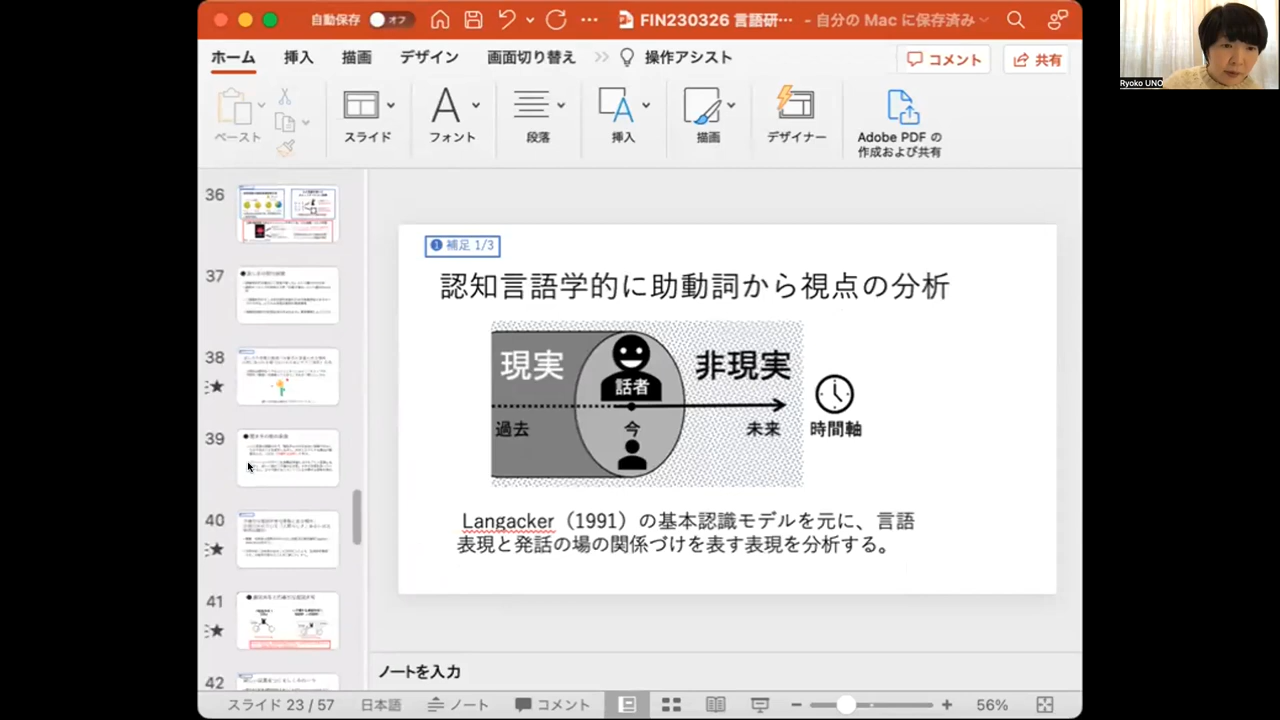 自動保存 オフ
FIN230326 言語研… - 自分の Mac に保存済み
Ryoko UNO
ホーム 挿入 描画 デザイン 画面切り替え 操作アシスト コメント 共有
ペースト スライド フォント 段落 挿入 描画 デザイナー Adobe PDF の
作成および共有
36
37
38
39
40
41
42
❶ 補足 1/3
認知言語学的に助動詞から視点の分析
現実 非現実
話者
過去 今 未来 時間軸
Langacker（1991）の基本認識モデルを元に、言語
表現と発話の場の関係づけを表す表現を分析する。
ノートを入力
スライド 23 / 57 日本語 ノート コメント 56%